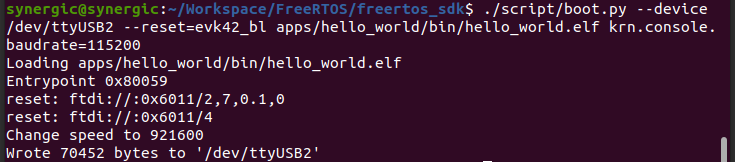 synergic@synergic:~/Workspace/FreeRTOS/freertos_sdk$ ./script/boot.py --device
/dev/ttyUSB2 --reset=evk42_bl apps/hello_world/bin/hello_world.elf krn.console.
baudrate=115200
Loading apps/hello_world/bin/hello_world.elf
Entrypoint 0x80059
reset: ftdi://:0x6011/2,7,0.1,0
reset: ftdi://:0x6011/4
Change speed to 921600
Wrote 70452 bytes to '/dev/ttyUSB2'